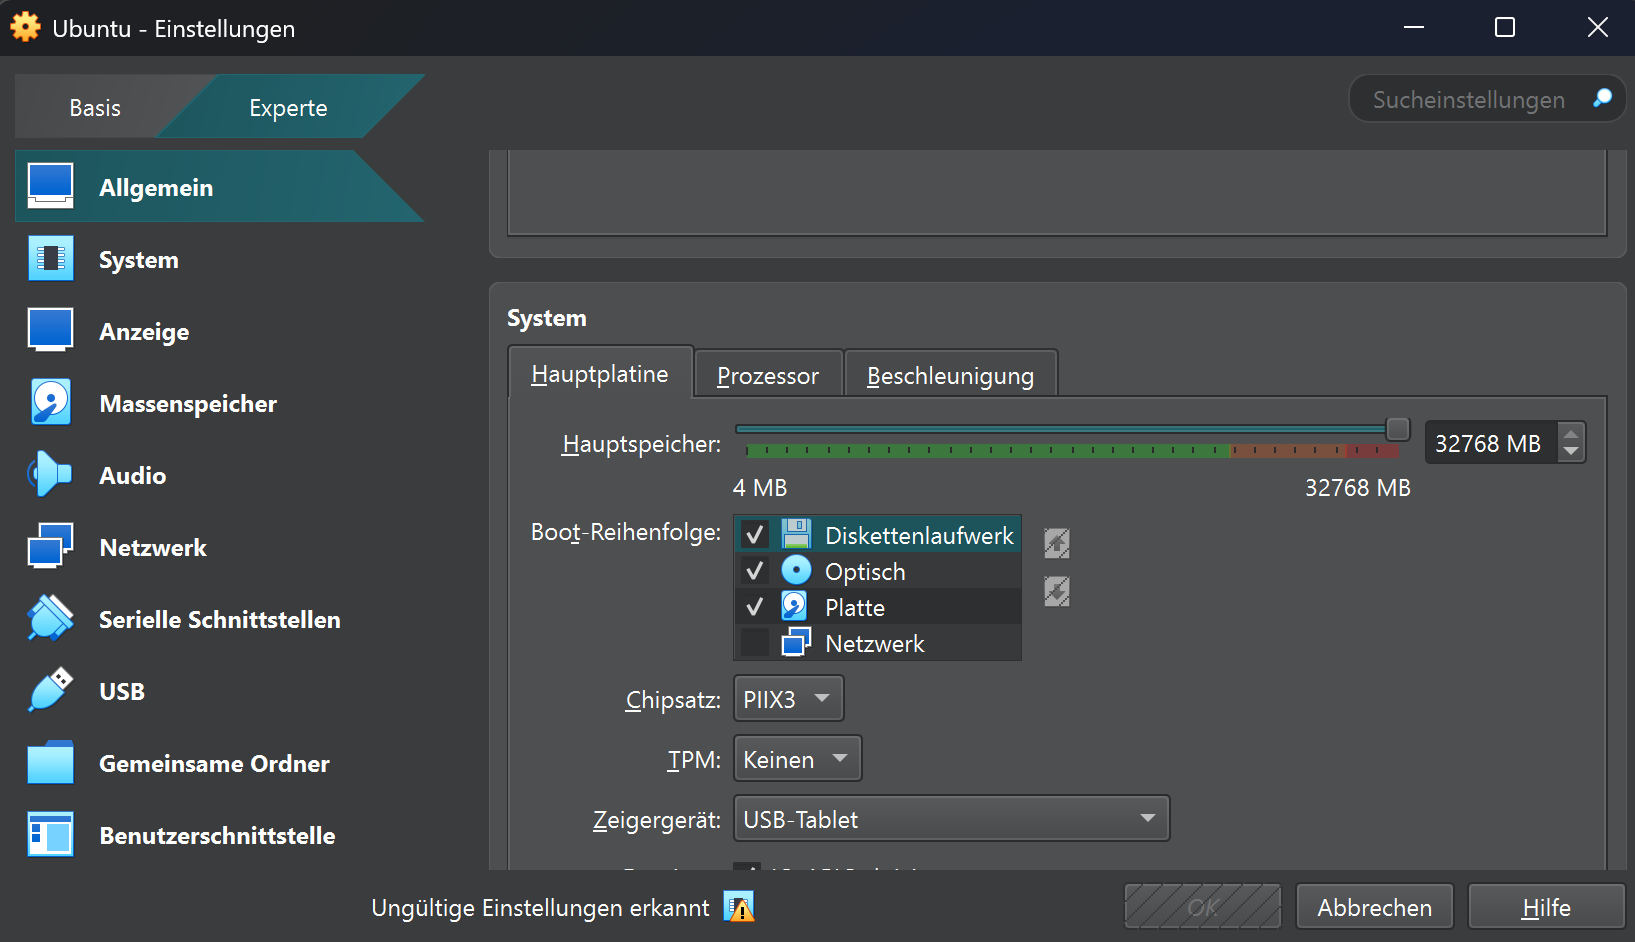 Ubuntu - Einstellungen
Basis
Experte
Sucheinstellungen
Allgemein
System
Anzeige
Massenspeicher
Audio
Netzwerk
Serielle Schnittstellen
USB
Gemeinsame Ordner
Benutzerschnittstelle
System
Hauptplatine
Prozessor
Beschleunigung
Hauptspeicher:
32768 MB
4 MB
32768 MB
Boot-Reihenfolge:
Diskettenlaufwerk
Optisch
Platte
Netzwerk
Chipsatz: PIIX3
TPM: Keinen
Zeigergerät: USB-Tablet
Ungültige Einstellungen erkannt
OK
Abbrechen
Hilfe